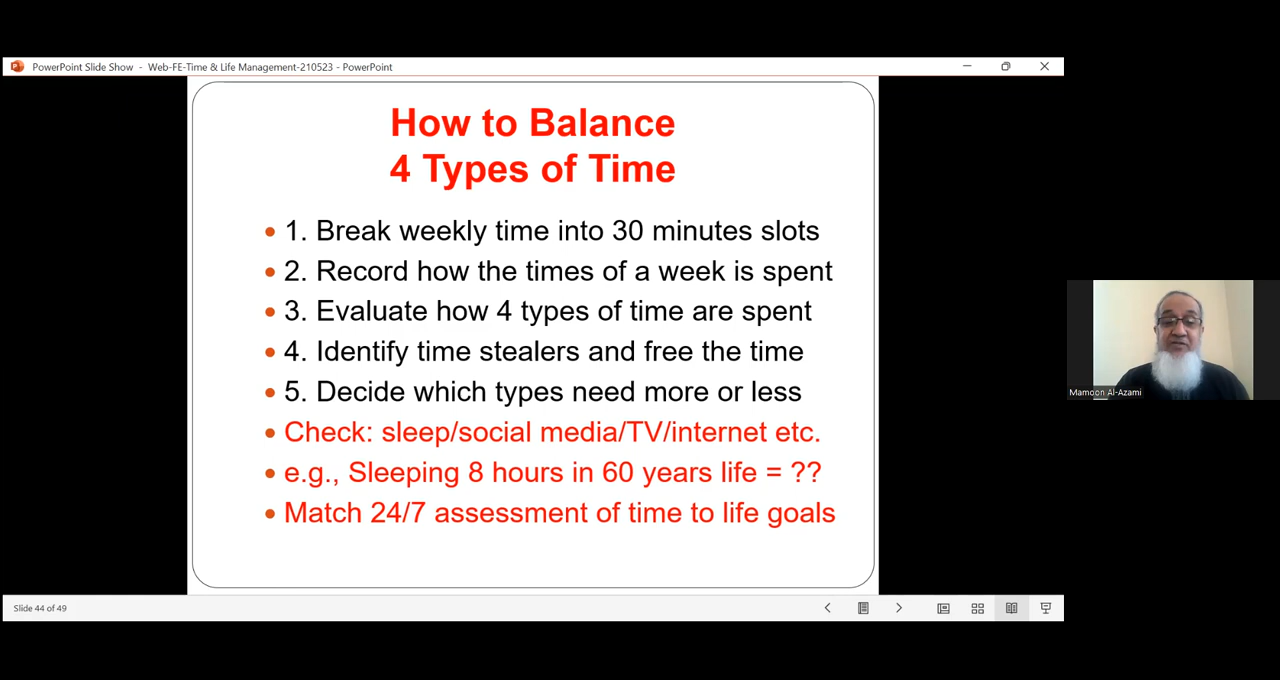 PowerPoint Slide Show - Web-FE-Time & Life Management-210523 - PowerPoint
How to Balance
4 Types of Time
• 1. Break weekly time into 30 minutes slots
• 2. Record how the times of a week is spent
• 3. Evaluate how 4 types of time are spent
• 4. Identify time stealers and free the time
• 5. Decide which types need more or less
• Check: sleep/social media/TV/internet etc.
• e.g., Sleeping 8 hours in 60 years life = ??
• Match 24/7 assessment of time to life goals
Mamoon Al-Azami
Slide 44 of 49